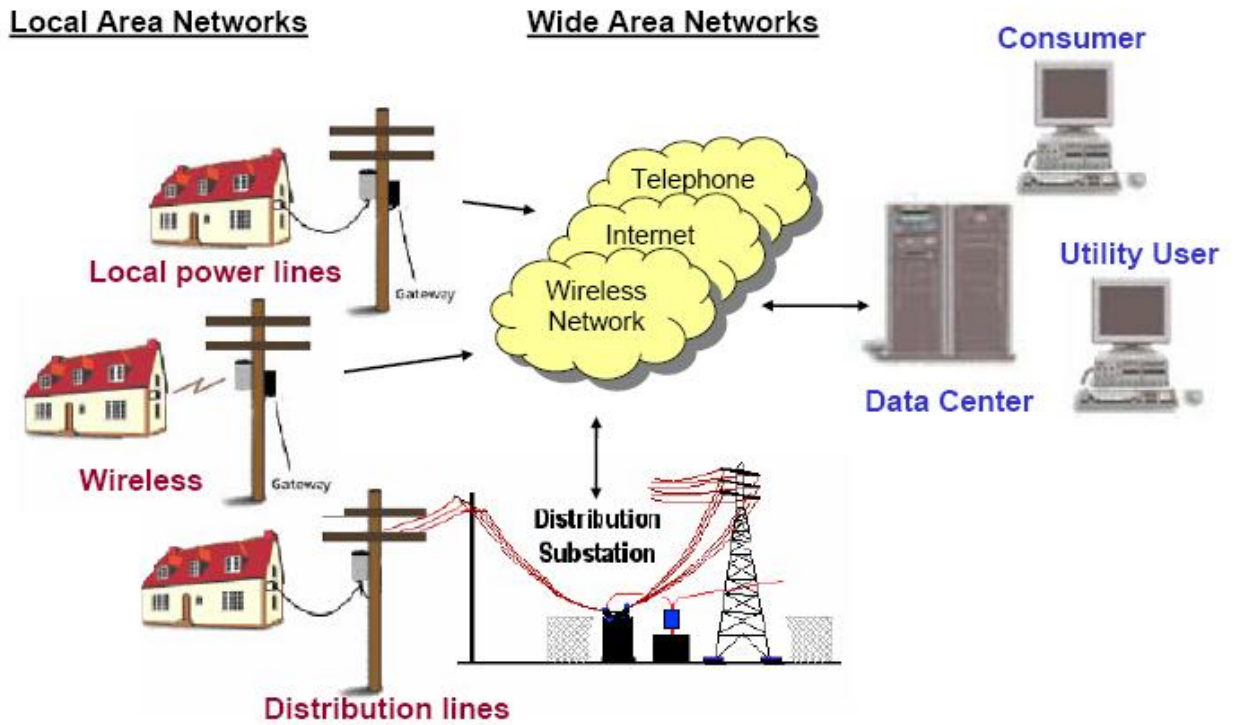 Local Area Networks
Wide Area Networks
Consumer
Telephone
Internet
Wireless
Network
Local power lines
Gateway
Utility User
Data Center
Wireless
Gateway
Distribution
Substation
Distribution lines